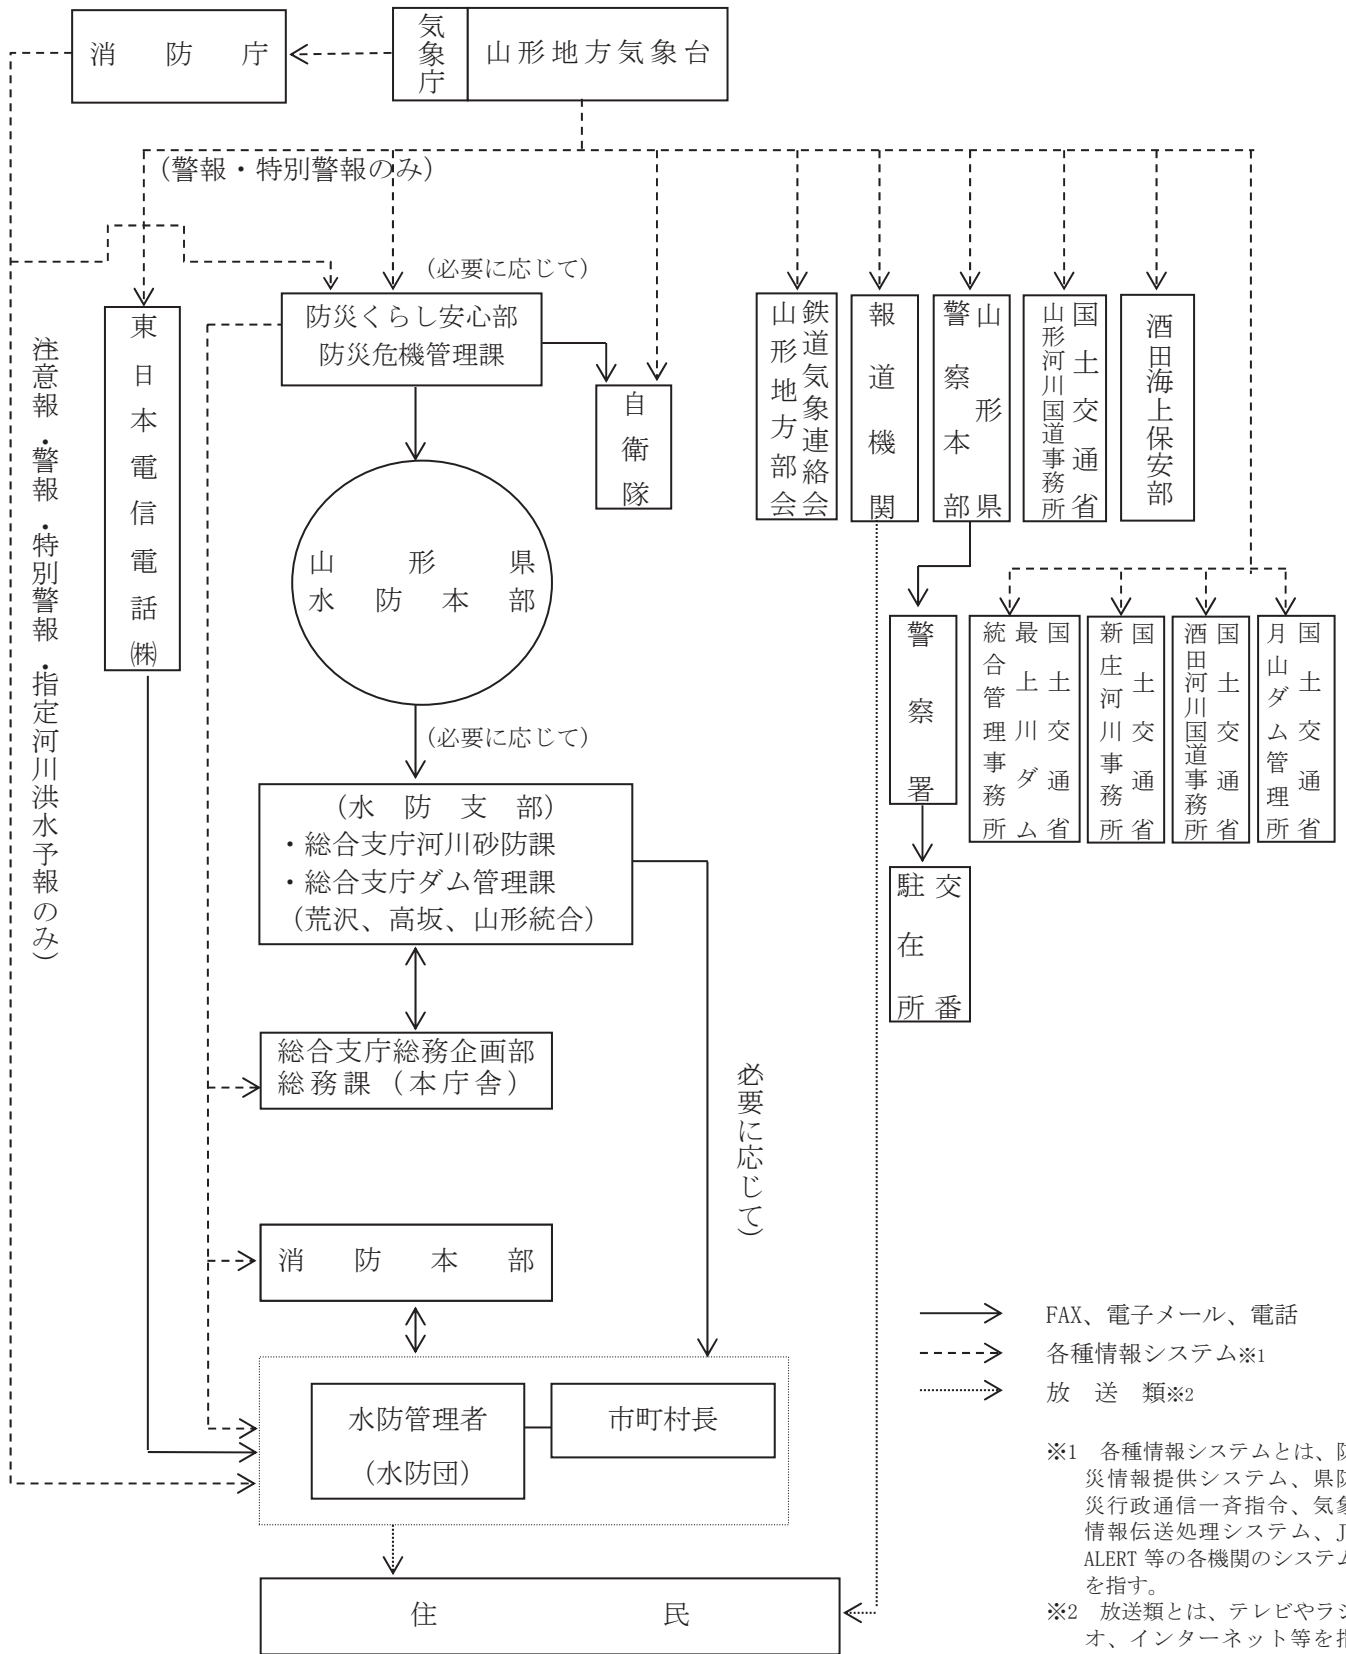 消防庁
気象庁
山形地方気象台
（警報・特別警報のみ）
（必要に応じて）
防災くらし安心部
防災危機管理課
自衛隊
東日本電信電話㈱
注意報・警報・特別警報・指定河川洪水予報のみ）
鉄道気象連絡会
山形地方部会
報道機関
山形県
警察本部
国土交通省
山形河川国道事務所
酒田海上保安部
山形県
水防本部
（必要に応じて）
警察署
国土交通省
最上川ダム
統合管理事務所
国土交通省
新庄河川事務所
国土交通省
酒田河川国道事務所
国土交通省
月山ダム管理所
（水防支部）
・総合支庁河川砂防課
・総合支庁ダム管理課
（荒沢、高坂、山形統合）
交番
駐在所
総合支庁総務企画部
総務課（本庁舎）
必要に応じて）
消防本部
水防管理者
（水防団）
市町村長
住民
FAX、電子メール、電話
各種情報システム※1
放送類※2
※1 各種情報システムとは、防
災情報提供システム、県防
災行政通信一斉指令、気象
情報伝送処理システム、J
ALERT 等の各機関のシステム
を指す。
※2 放送類とは、テレビやラジ
オ、インターネット等を指